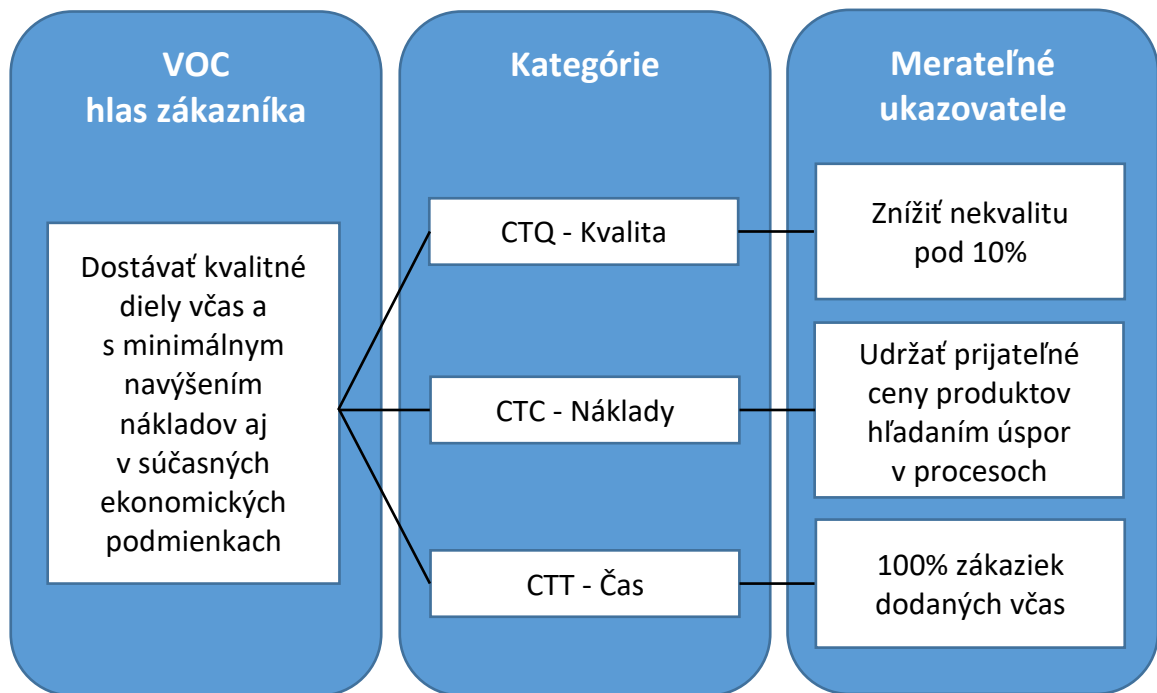 VOC
hlas zákazníka
Dostávať kvalitné
diely včas a
s minimálnym
navýšením
nákladov aj
v súčasných
ekonomických
podmienkach
Kategórie
CTQ - Kvalita
CTC - Náklady
CTT - Čas
Merateľné
ukazovatele
Znížiť nekvalitu
pod 10%
Udržať prijateľné
ceny produktov
hľadaním úspor
v procesoch
100% zákaziek
dodaných včas